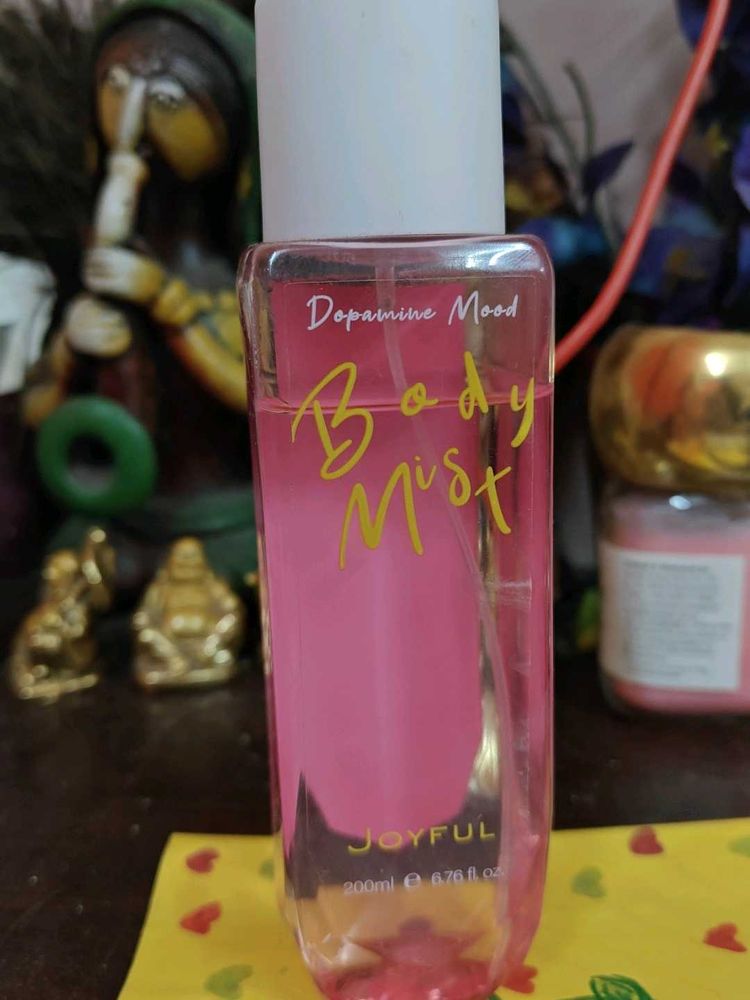 Dopamine Mood
Body
Mist
JOYFUL
200ml ℮ 6.76 fl. oz.